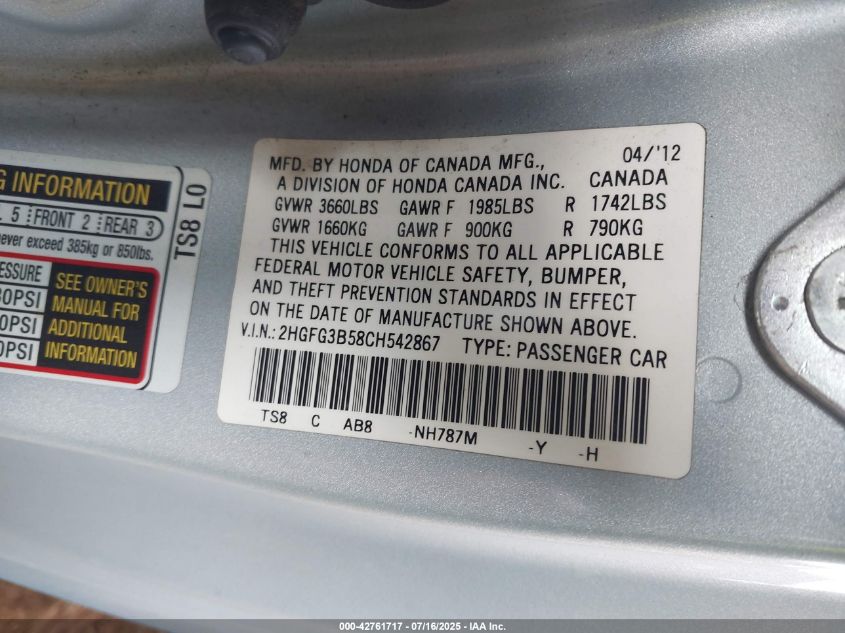 G INFORMATION
5 FRONT 2 REAR 3
never exceed 385kg or 850lbs.
PRESSURE
30PSI
0PSI
0PSI
SEE OWNER'S
MANUAL FOR
ADDITIONAL
INFORMATION
TS8 L0
MFD. BY HONDA OF CANADA MFG., 04/'12
A DIVISION OF HONDA CANADA INC. CANADA
GVWR 3660LBS GAWR F 1985LBS R 1742LBS
GVWR 1660KG GAWR F 900KG R 790KG
THIS VEHICLE CONFORMS TO ALL APPLICABLE
FEDERAL MOTOR VEHICLE SAFETY, BUMPER,
AND THEFT PREVENTION STANDARDS IN EFFECT
ON THE DATE OF MANUFACTURE SHOWN ABOVE.
V.I.N.: 2HGFG3B58CH542867 TYPE: PASSENGER CAR
TS8 C AB8 -NH787M -Y -H
000-42761717 - 07/16/2025 - IAA Inc.